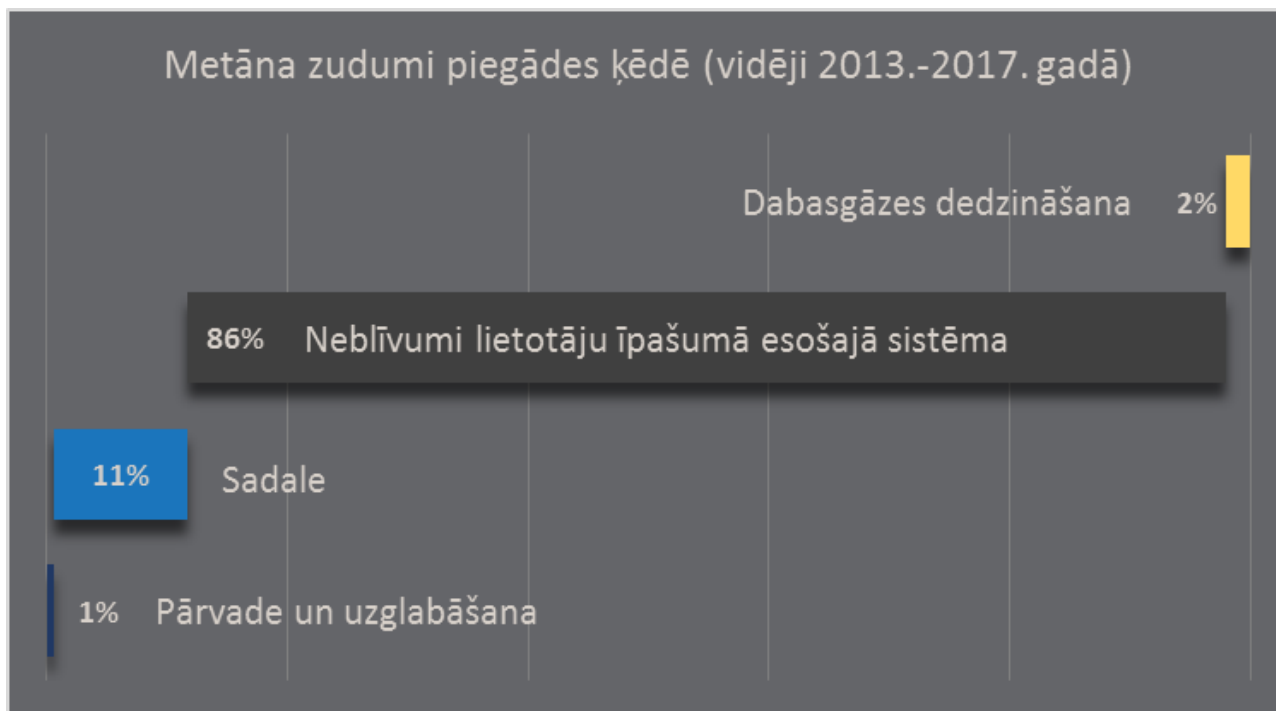 Metāna zudumi piegādes ķēdē (vidēji 2013.-2017. gadā)
Dabasgāzes dedzināšana 2%
86% Neblīvumi lietotāju īpašumā esošajā sistēma
11% Sadale
1% Pārvade un uzglabāšana